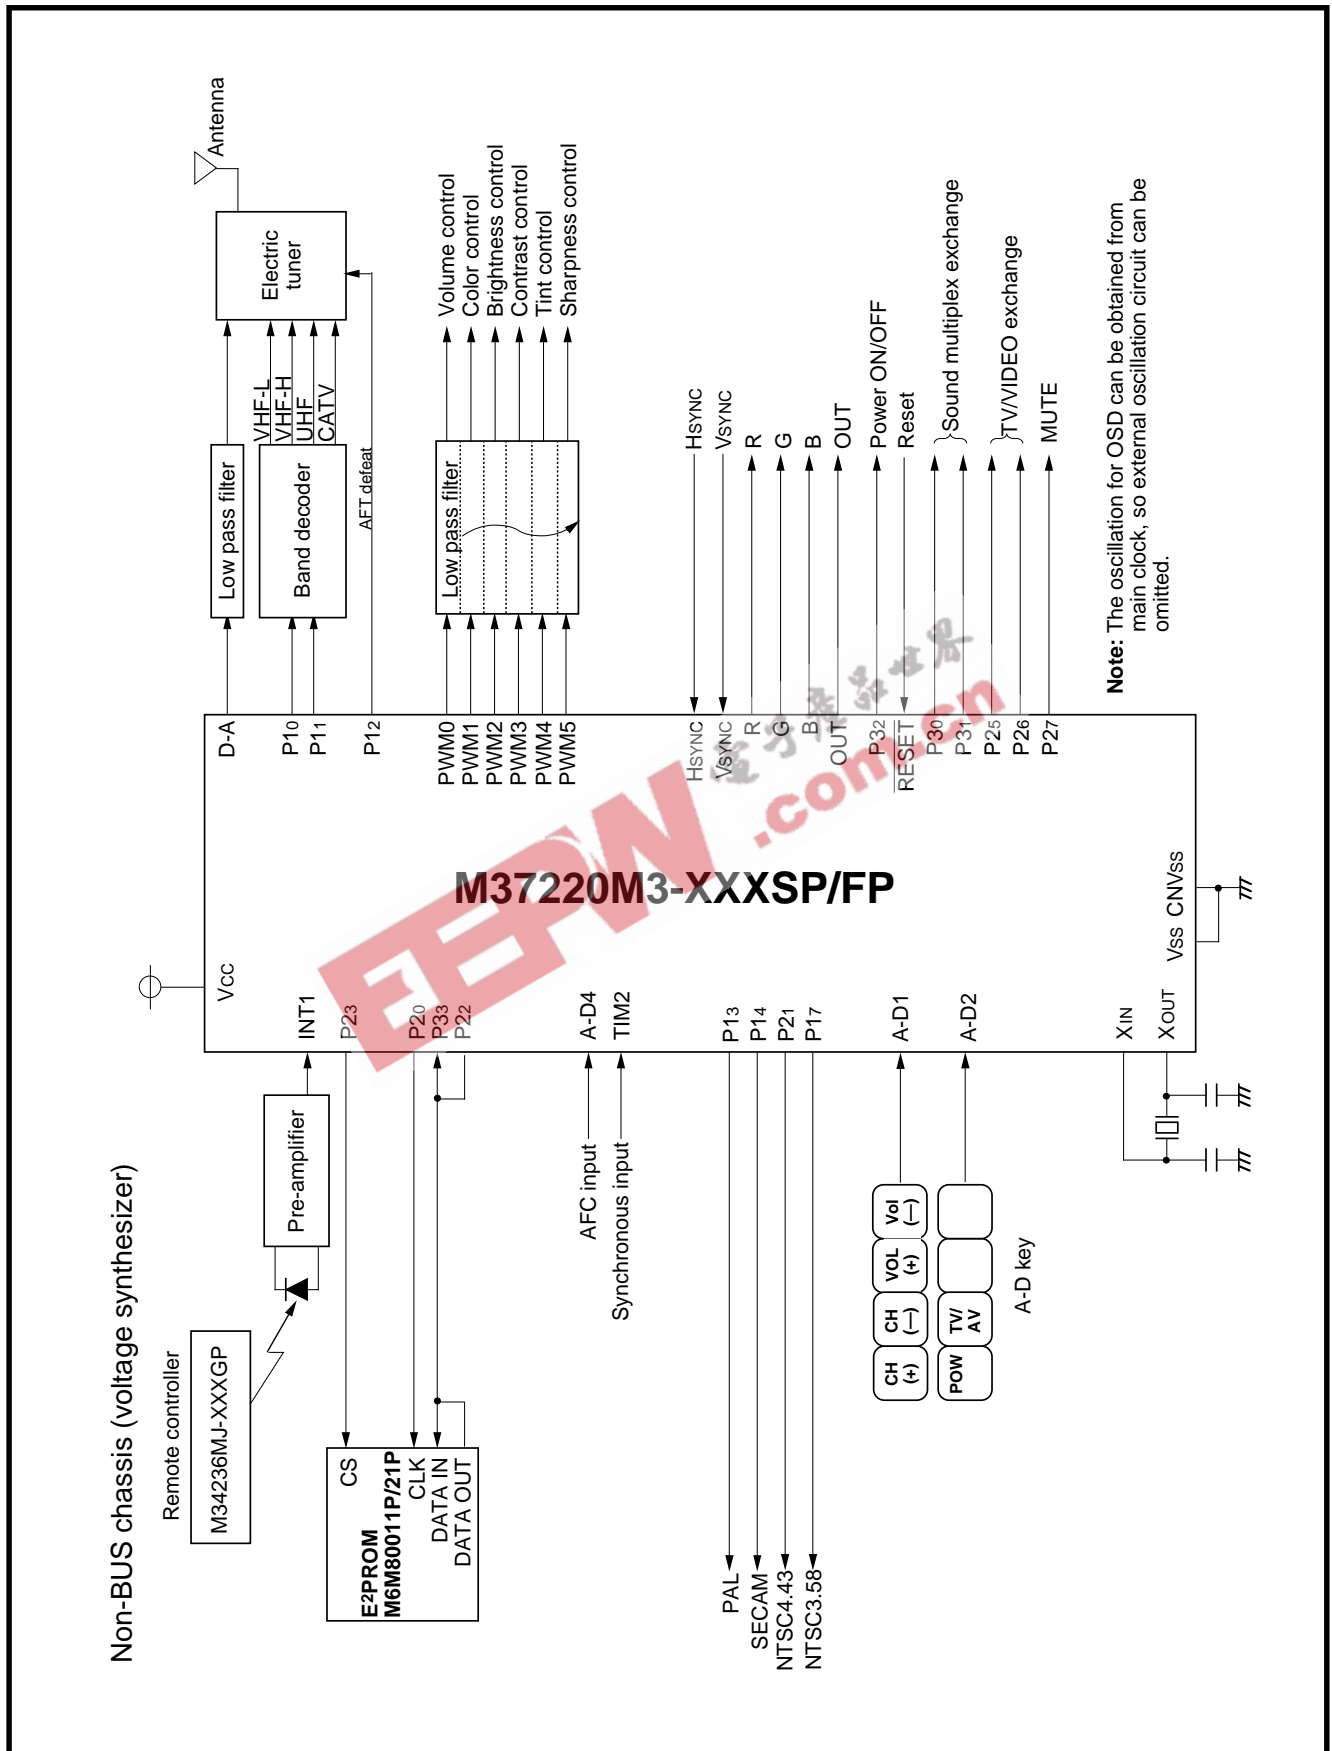 Non-BUS chassis (voltage synthesizer)
Remote controller
M34236MJ-XXXGP
Pre-amplifier
E2PROM
M6M80011P/21P
CS
CLK
DATA IN
DATA OUT
AFC input
Synchronous input
PAL
SECAM
NTSC4.43
NTSC3.58
CH
(+)
CH
(—)
VOL
(+)
Vol
(—)
POW
TV/
AV
A-D key
VCC
INT1
P23
P20
P33
P22
A-D4
TIM2
P13
P14
P21
P17
A-D1
A-D2
XIN
XOUT
M37220M3-XXXSP/FP
VSS CNVSS
D-A
P10
P11
P12
PWM0
PWM1
PWM2
PWM3
PWM4
PWM5
HSYNC
VSYNC
R
G
B
OUT
P32
RESET
P30
P31
P25
P26
P27
Low pass filter
Band decoder
AFT defeat
VHF-L
VHF-H
UHF
CATV
Electric
tuner
Antenna
Low pass filter
Volume control
Color control
Brightness control
Contrast control
Tint control
Sharpness control
HSYNC
VSYNC
R
G
B
OUT
Power ON/OFF
Reset
Sound multiplex exchange
TV/VIDEO exchange
MUTE
Note: The oscillation for OSD can be obtained from
main clock, so external oscillation circuit can be
omitted.
EEPW
.com.cn
電子產品世界